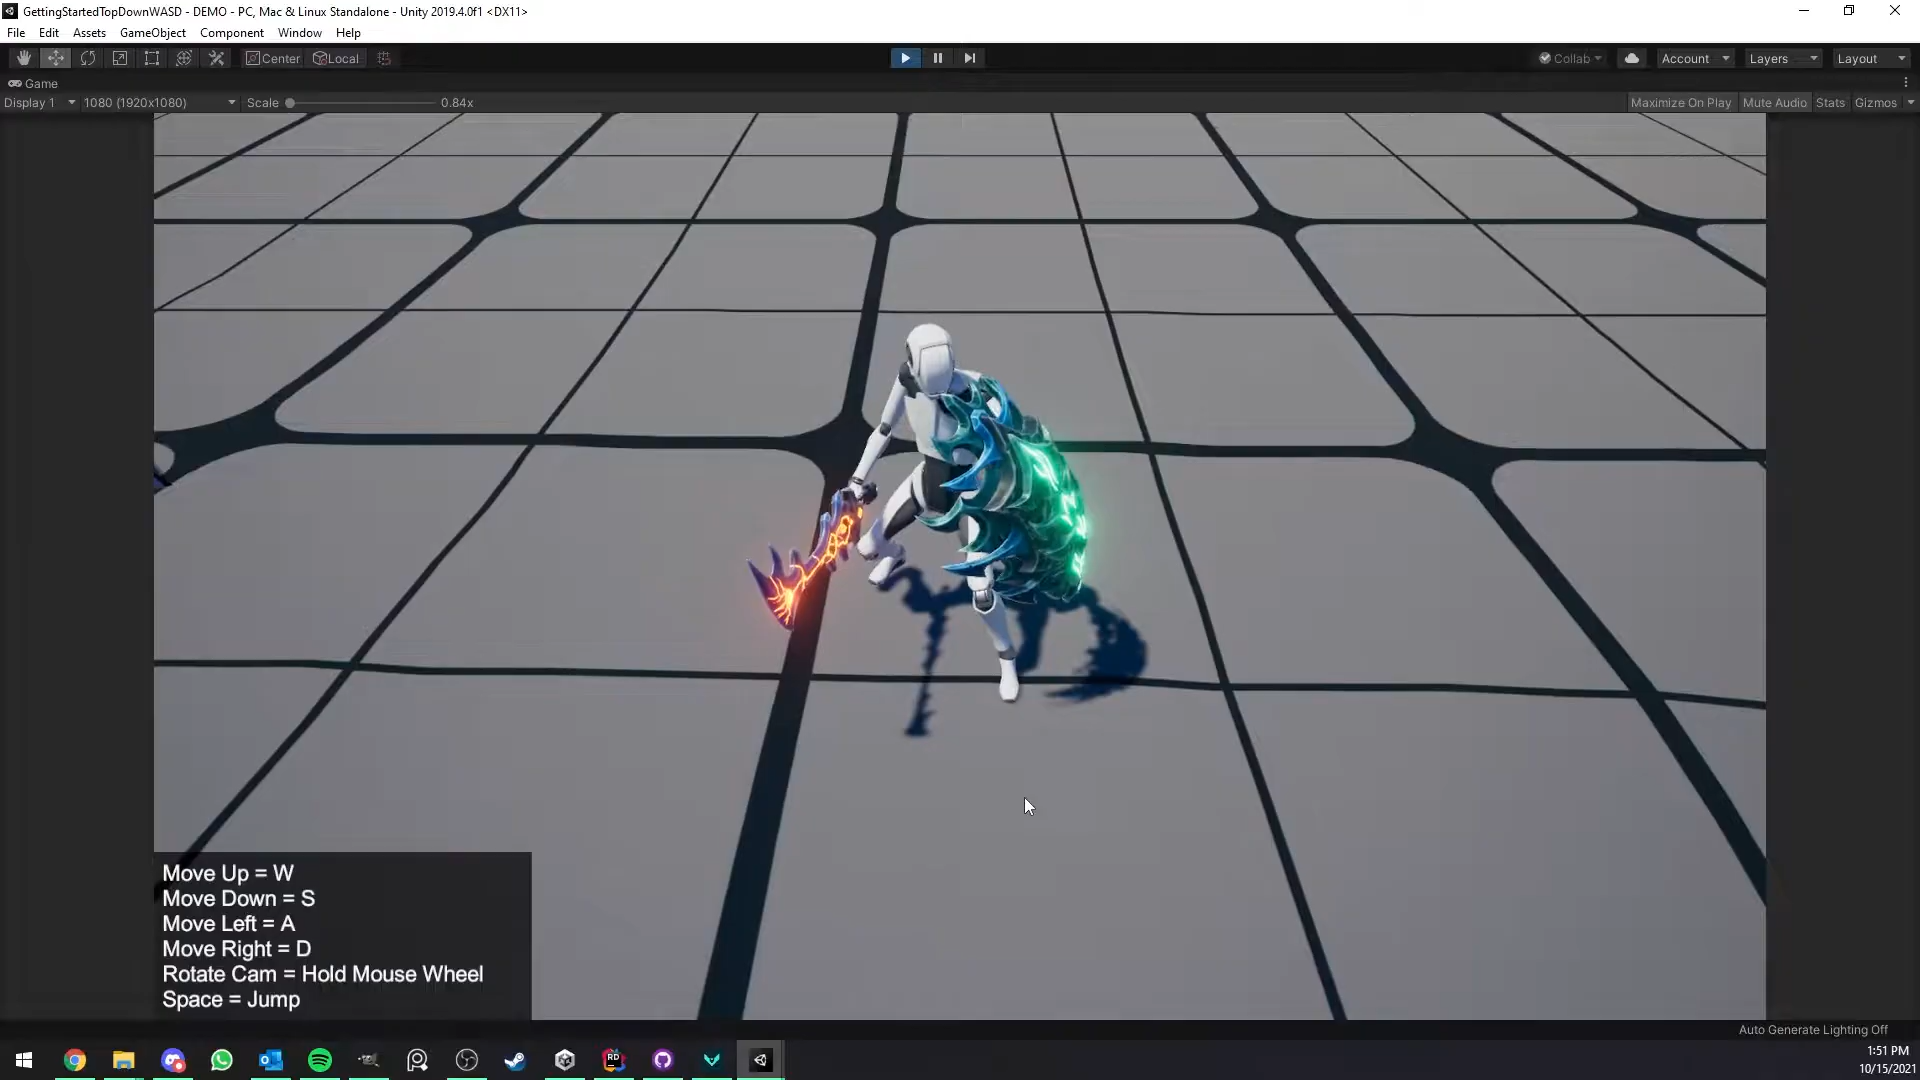 GettingStartedTopDownWASD - DEMO - PC, Mac & Linux Standalone - Unity 2019.4.0f1 <DX11>
File Edit Assets GameObject Component Window Help
Center Local Collab Account Layers Layout
Game
Display 1 1080 (1920x1080) Scale 0.84x Maximize On Play Mute Audio Stats Gizmos
Move Up = W
Move Down = S
Move Left = A
Move Right = D
Rotate Cam = Hold Mouse Wheel
Space = Jump
Auto Generate Lighting Off
RD
1:51 PM
10/15/2021